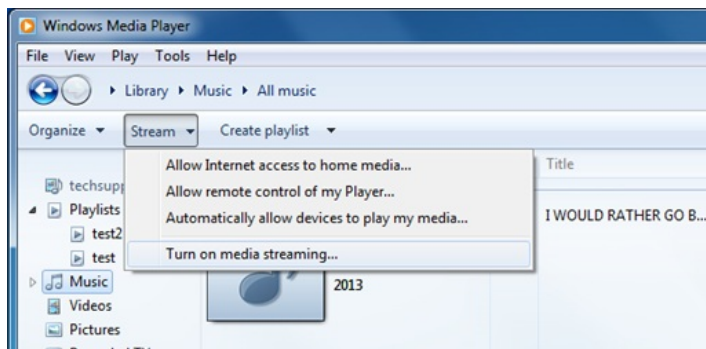 Windows Media Player
File View Play Tools Help
Library Music All music
Organize Stream Create playlist
Allow Internet access to home media...
Allow remote control of my Player...
Automatically allow devices to play my media...
Turn on media streaming...
Title
techsupp
Playlists
test2
test
I WOULD RATHER GO B...
Music
2013
Videos
Pictures